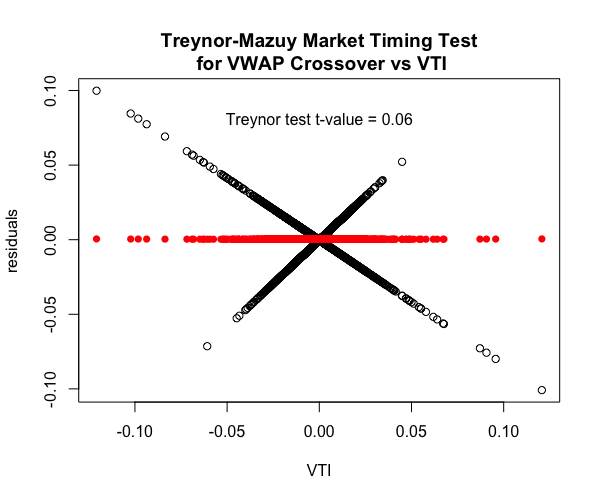 Treynor-Mazuy Market Timing Test
for VWAP Crossover vs VTI
Treynor test t-value = 0.06
residuals
0.10
0.05
0.00
-0.05
-0.10
-0.10 -0.05 0.00 0.05 0.10
VTI